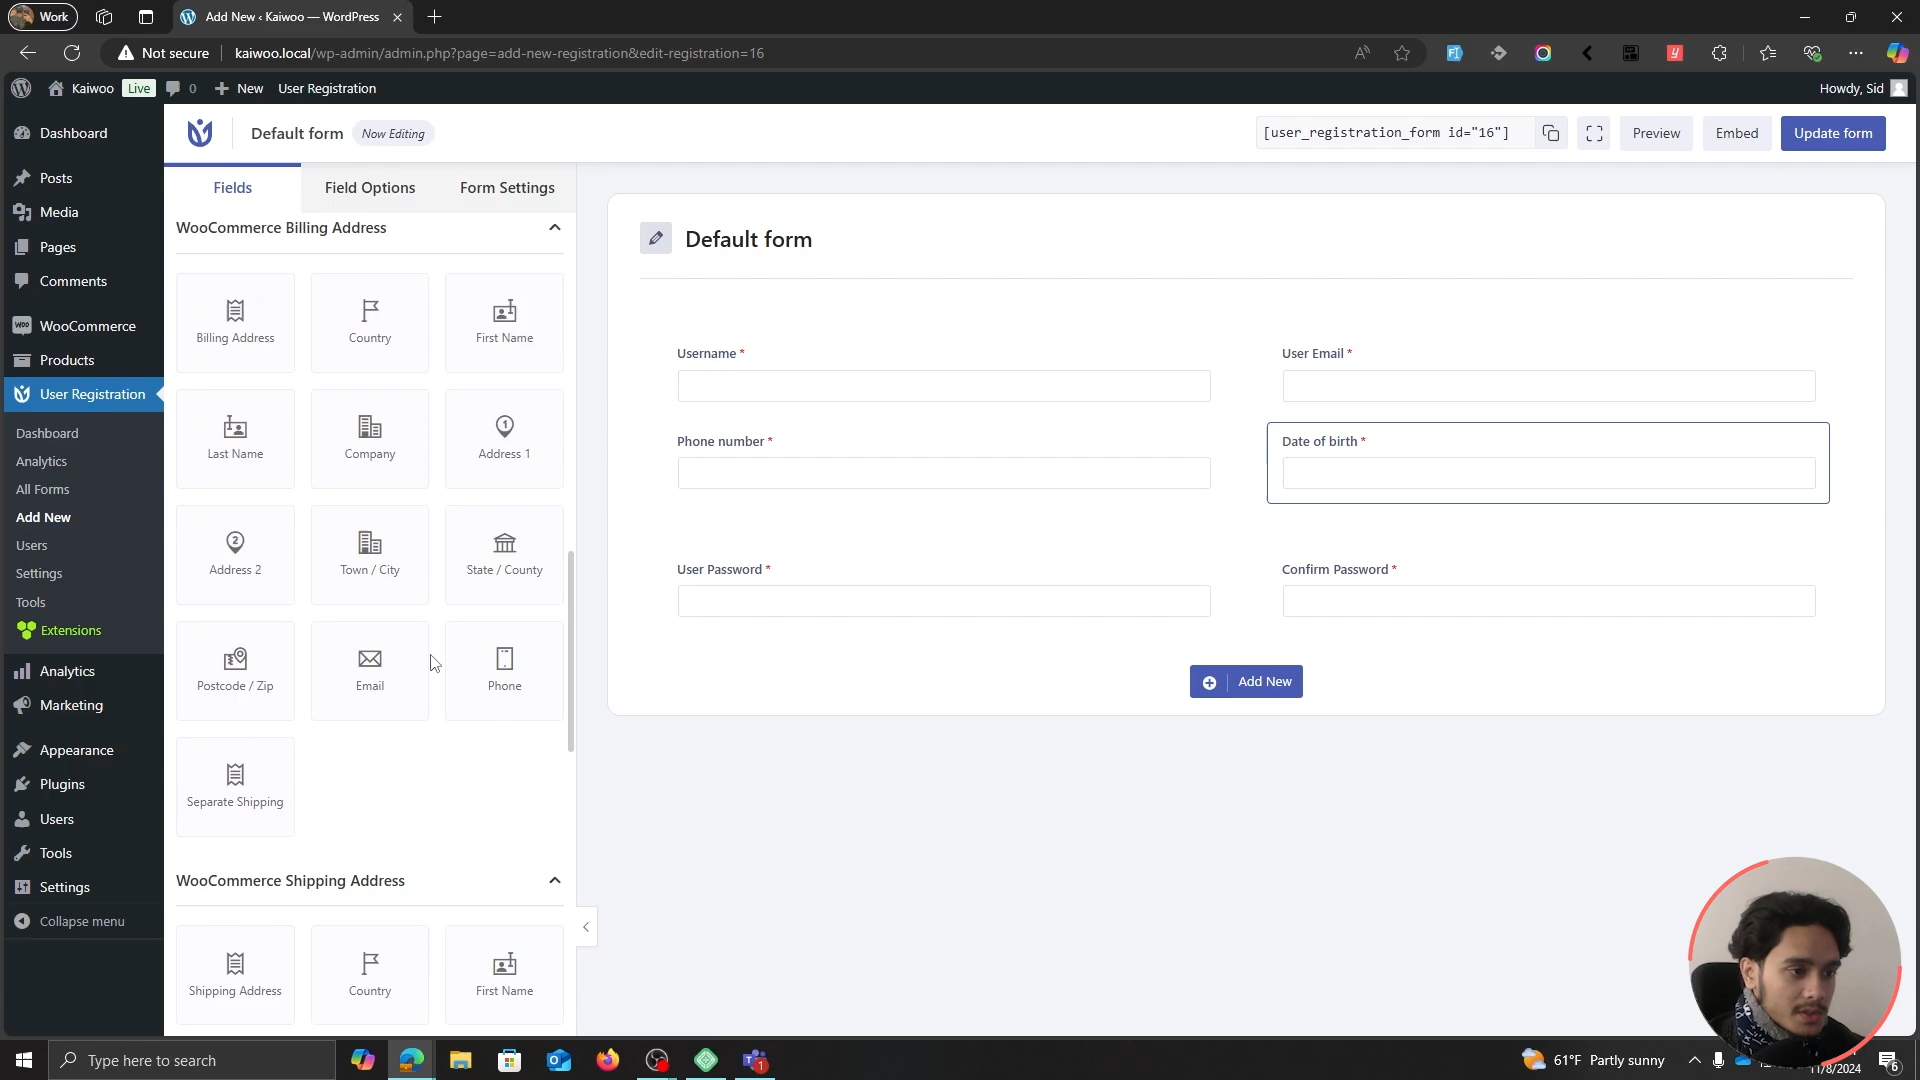 Work
Add New ‹ Kaiwoo — WordPress
Not secure
kaiwoo.local/wp-admin/admin.php?page=add-new-registration&edit-registration=16
Kaiwoo
Live
0
New
User Registration
Howdy, Sid
Dashboard
Posts
Media
Pages
Comments
WooCommerce
Products
User Registration
Dashboard
Analytics
All Forms
Add New
Users
Settings
Tools
Extensions
Analytics
Marketing
Appearance
Plugins
Users
Tools
Settings
Collapse menu
Default form
Now Editing
[user_registration_form id="16"]
Preview
Embed
Update form
Fields
Field Options
Form Settings
WooCommerce Billing Address
Billing Address
Country
First Name
Last Name
Company
Address 1
Address 2
Town / City
State / County
Postcode / Zip
Email
Phone
Separate Shipping
WooCommerce Shipping Address
Shipping Address
Country
First Name
Default form
Username *
User Email *
Phone number *
Date of birth *
User Password *
Confirm Password *
Add New
Type here to search
61°F Partly sunny
11/8/2024
6